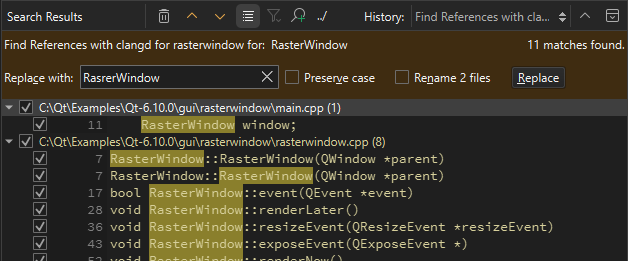 Search Results History: Find References with cla...
Find References with clangd for rasterwindow for: RasterWindow 11 matches found.
Replace with: RasrerWindow Preserve case Rename 2 files Replace
C:\Qt\Examples\Qt-6.10.0\gui\rasterwindow\main.cpp (1)
11 RasterWindow window;
C:\Qt\Examples\Qt-6.10.0\gui\rasterwindow\rasterwindow.cpp (8)
7 RasterWindow::RasterWindow(QWindow *parent)
7 RasterWindow::RasterWindow(QWindow *parent)
17 bool RasterWindow::event(QEvent *event)
28 void RasterWindow::renderLater()
36 void RasterWindow::resizeEvent(QResizeEvent *resizeEvent)
43 void RasterWindow::exposeEvent(QExposeEvent *)
52 void RasterWindow::renderNow()